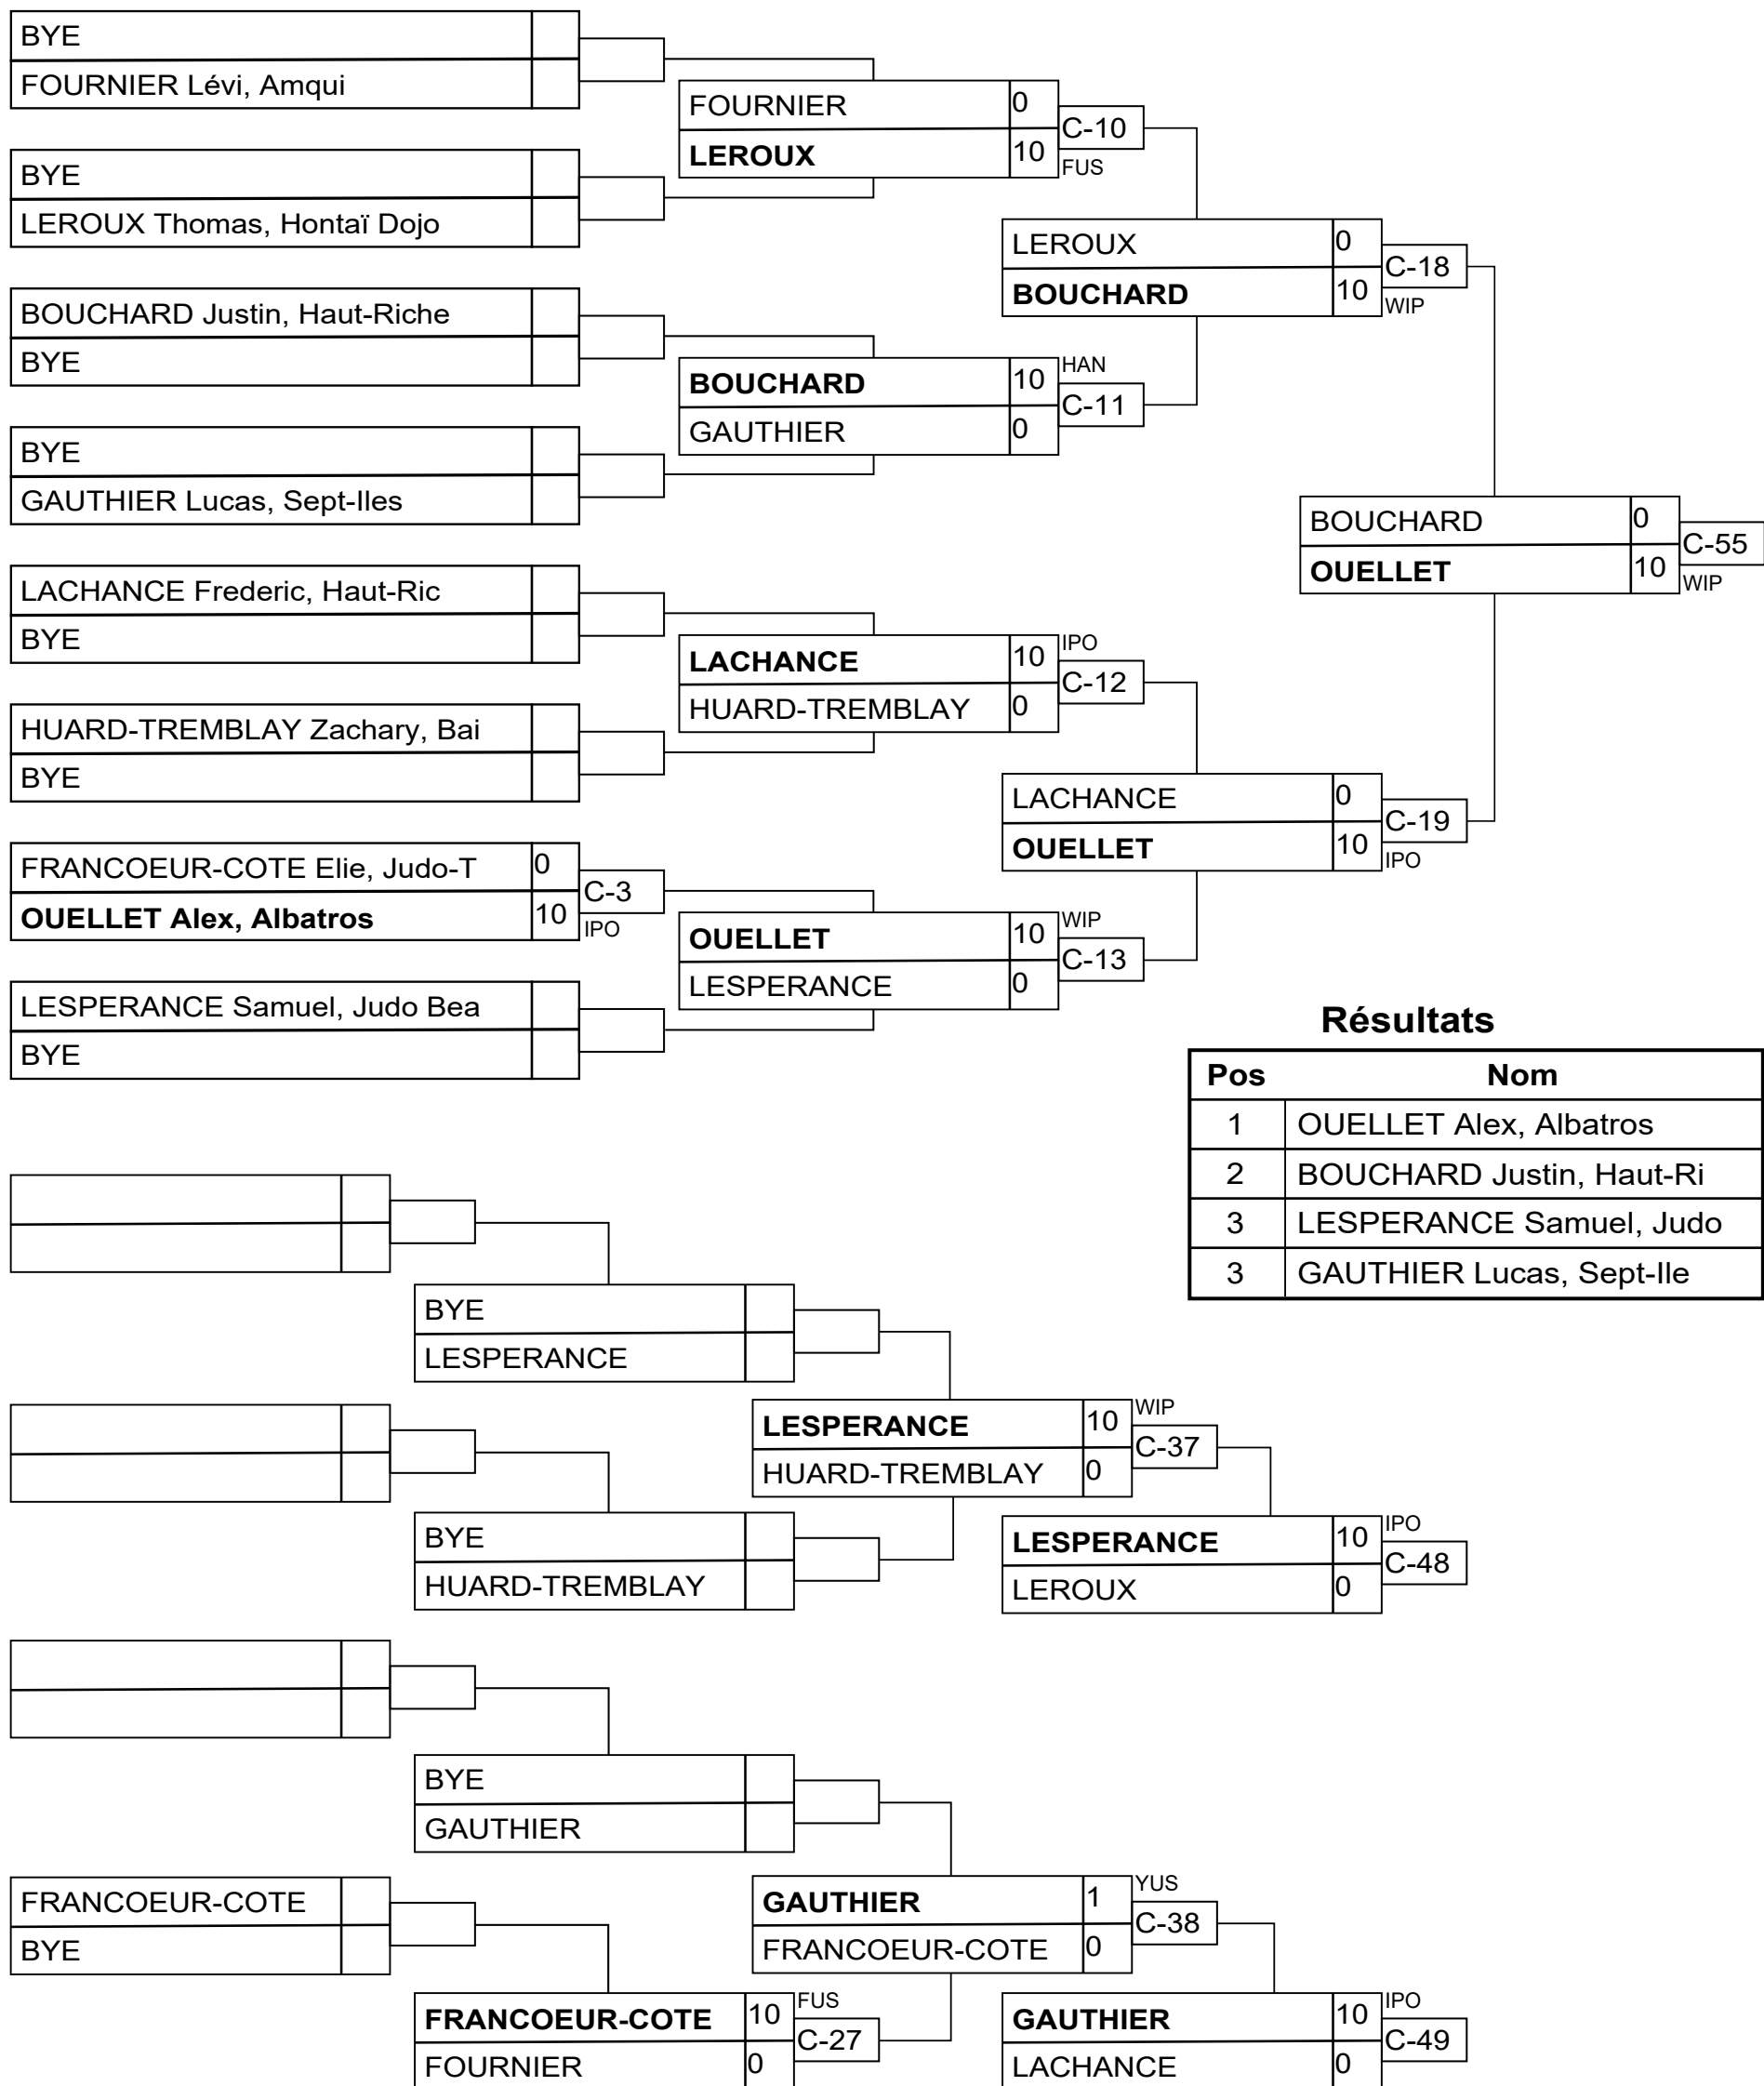 BYE
FOURNIER Lévi, Amqui
BYE
LEROUX Thomas, Hontaï Dojo
BOUCHARD Justin, Haut-Riche
BYE
BYE
GAUTHIER Lucas, Sept-Iles
LACHANCE Frederic, Haut-Ric
BYE
HUARD-TREMBLAY Zachary, Bai
BYE
FRANCOEUR-COTE Elie, Judo-T 0
OUELLET Alex, Albatros 10
C-3
IPO
LESPERANCE Samuel, Judo Bea
BYE
FOURNIER 0
LEROUX 10
C-10
FUS
BOUCHARD 10
GAUTHIER 0
HAN
C-11
LACHANCE 10
HUARD-TREMBLAY 0
IPO
C-12
OUELLET 10
LESPERANCE 0
WIP
C-13
LEROUX 0
BOUCHARD 10
C-18
WIP
LACHANCE 0
OUELLET 10
C-19
IPO
BOUCHARD 0
OUELLET 10
C-55
WIP
Résultats
Pos Nom
1 OUELLET Alex, Albatros
2 BOUCHARD Justin, Haut-Ri
3 LESPERANCE Samuel, Judo
3 GAUTHIER Lucas, Sept-Ile
BYE
LESPERANCE
BYE
HUARD-TREMBLAY
LESPERANCE 10
HUARD-TREMBLAY 0
WIP
C-37
LESPERANCE 10
LEROUX 0
IPO
C-48
BYE
GAUTHIER
FRANCOEUR-COTE
BYE
FRANCOEUR-COTE 10
FOURNIER 0
FUS
C-27
GAUTHIER 1
FRANCOEUR-COTE 0
YUS
C-38
GAUTHIER 10
LACHANCE 0
IPO
C-49